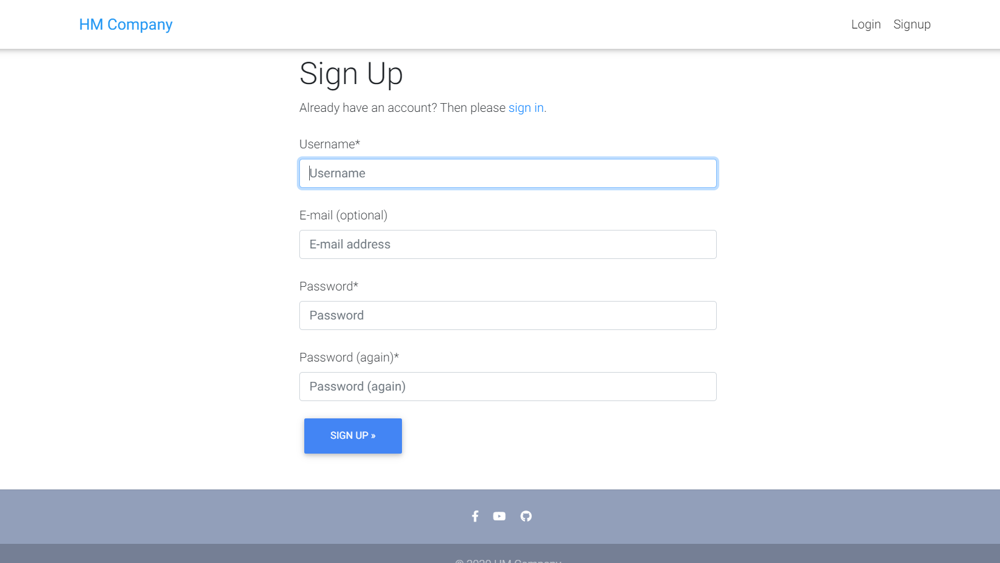 HM Company
Login Signup
Sign Up
Already have an account? Then please sign in.
Username*
Username
E-mail (optional)
E-mail address
Password*
Password
Password (again)*
Password (again)
SIGN UP »
© 2020 HM Company